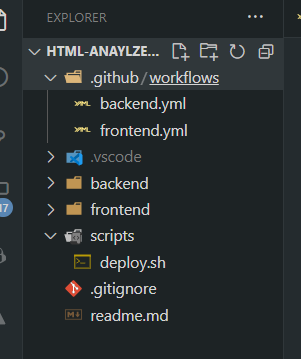 EXPLORER
HTML-ANAYLZE...
.github / workflows
backend.yml
frontend.yml
.vscode
backend
frontend
scripts
deploy.sh
.gitignore
readme.md